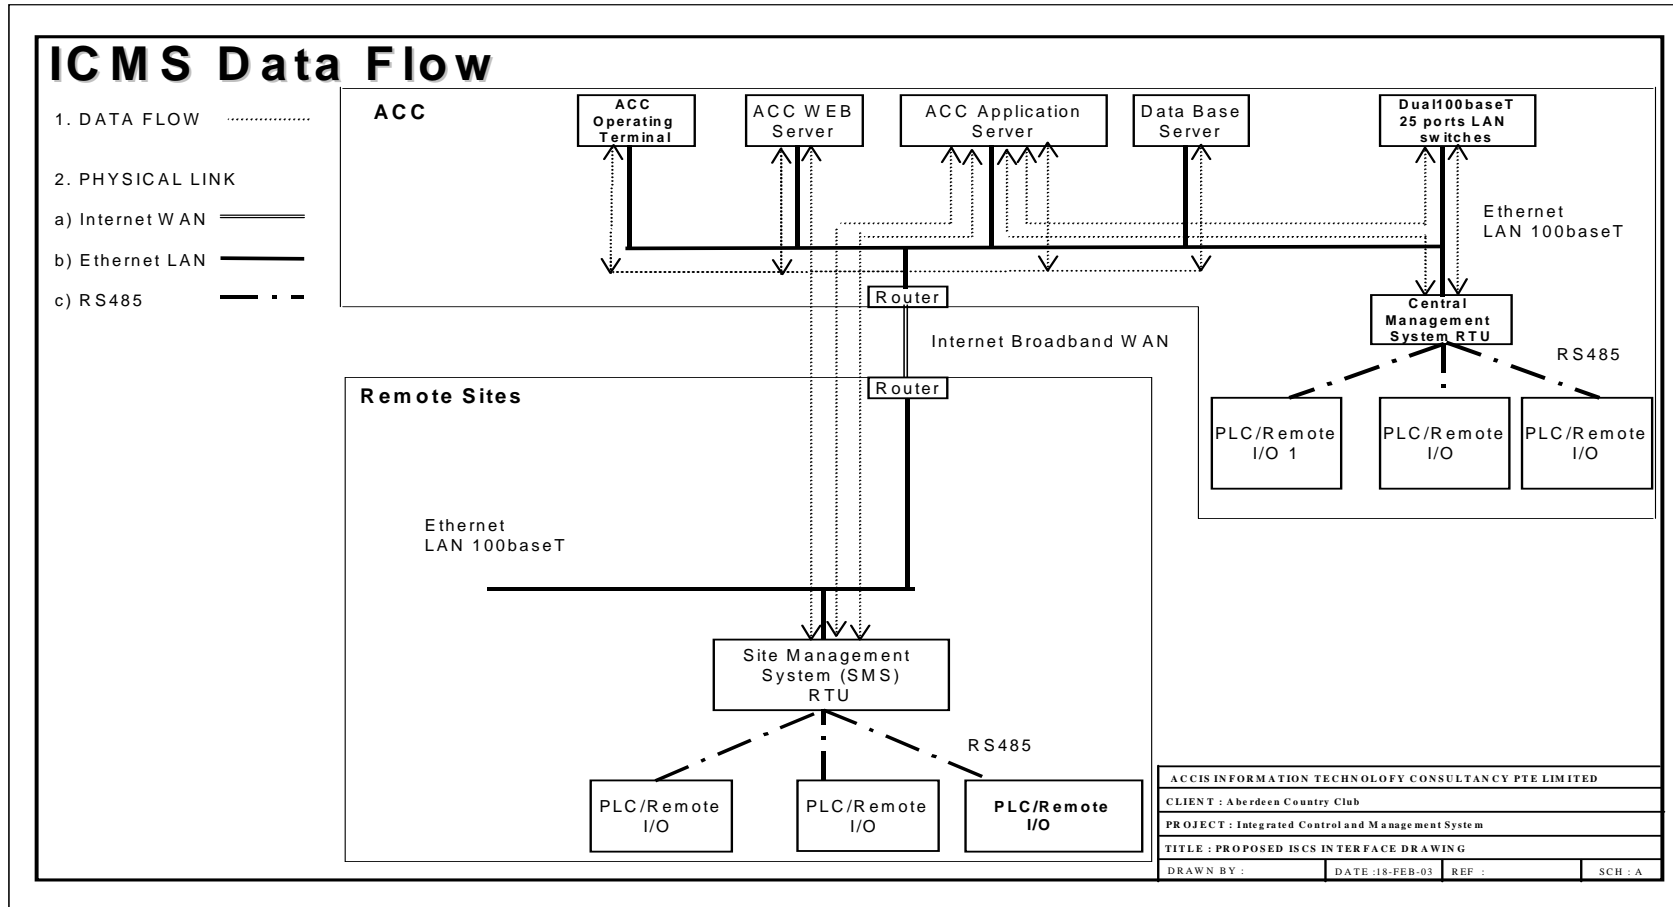 ICMS Data Flow
1. DATA FLOW
2. PHYSICAL LINK
a) Internet WAN
b) Ethernet LAN
c) RS485
ACC
ACC
Operating
Terminal
ACC WEB
Server
ACC Application
Server
Data Base
Server
Dual100baseT
25 ports LAN
switches
Ethernet
LAN 100baseT
Router
Central
Management
System RTU
Internet Broadband WAN
RS485
Router
Remote Sites
PLC/Remote
I/O 1
PLC/Remote
I/O
PLC/Remote
I/O
Ethernet
LAN 100baseT
Site Management
System (SMS)
RTU
RS485
PLC/Remote
I/O
PLC/Remote
I/O
PLC/Remote
I/O
ACCIS INFORMATION TECHNOLOFY CONSULTANCY PTE LIMITED
CLIENT : Aberdeen Country Club
PROJECT : Integrated Control and Management System
TITLE : PROPOSED ISCS INTERFACE DRAWING
DRAWN BY : DATE :18-FEB-03 REF : SCH : A